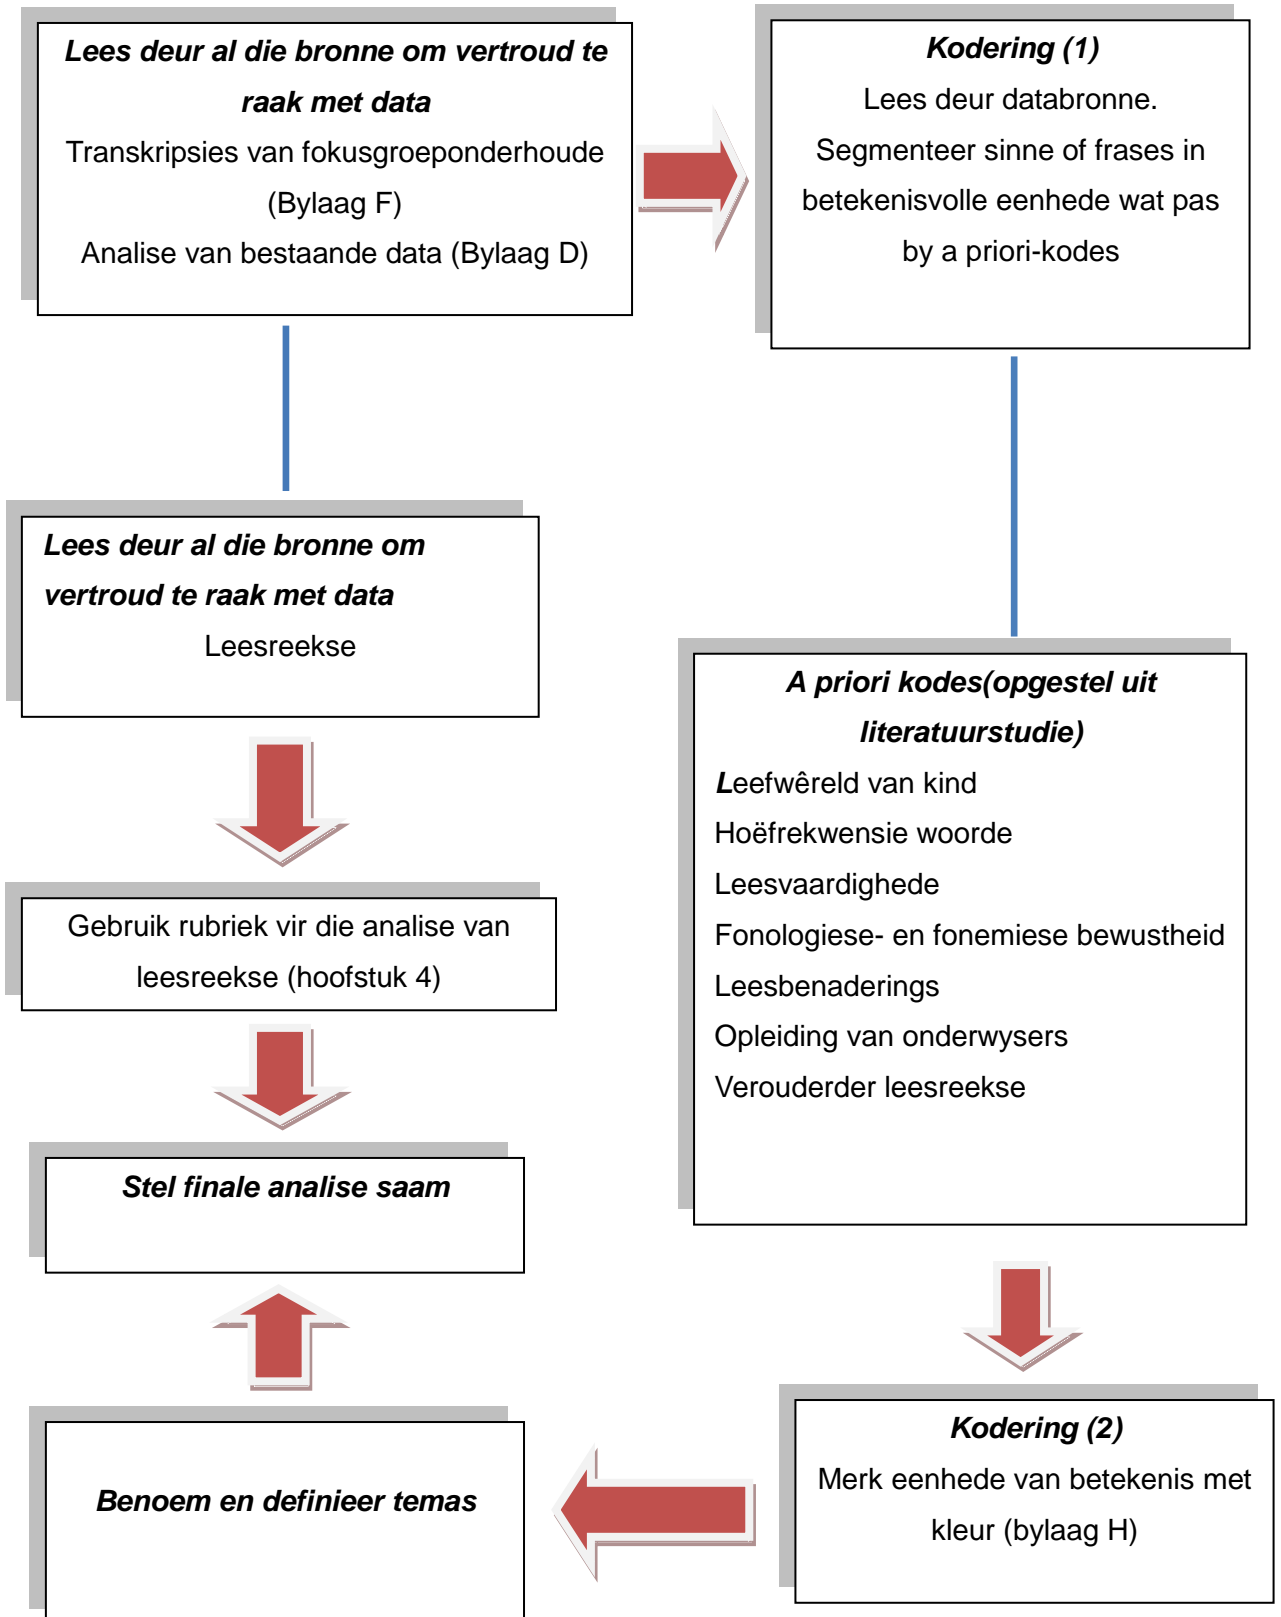 Lees deur al die bronne om vertroud te
raak met data
Transkripsies van fokusgroeponderhoude
(Bylaag F)
Analise van bestaande data (Bylaag D)
Kodering (1)
Lees deur databronne.
Segmenteer sinne of frases in
betekenisvolle eenhede wat pas
by a priori-kodes
Lees deur al die bronne om
vertroud te raak met data
Leesreekse
Gebruik rubriek vir die analise van
leesreekse (hoofstuk 4)
Stel finale analise saam
A priori kodes(opgestel uit
literatuurstudie)
Leefwêreld van kind
Hoëfrekwensie woorde
Leesvaardighede
Fonologiese- en fonemiese bewustheid
Leesbenaderings
Opleiding van onderwysers
Verouderder leesreekse
Kodering (2)
Merk eenhede van betekenis met
kleur (bylaag H)
Benoem en definieer temas